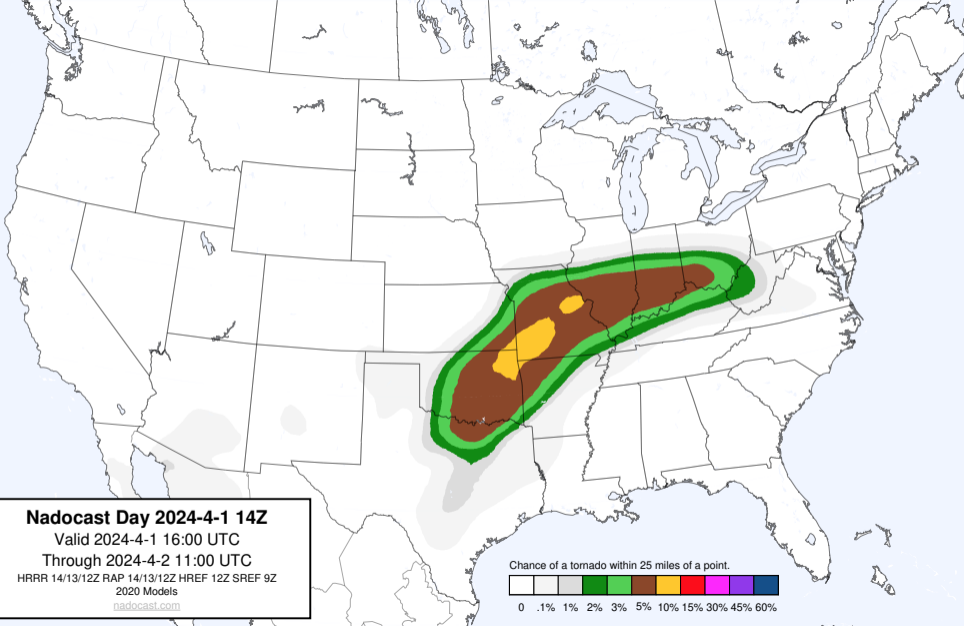 Nadocast Day 2024-4-1 14Z
Valid 2024-4-1 16:00 UTC
Through 2024-4-2 11:00 UTC
HRRR 14/13/12Z RAP 14/13/12Z HREF 12Z SREF 9Z
2020 Models
nadocast.com
Chance of a tornado within 25 miles of a point.
0 .1% 1% 2% 3% 5% 10% 15% 30% 45% 60%